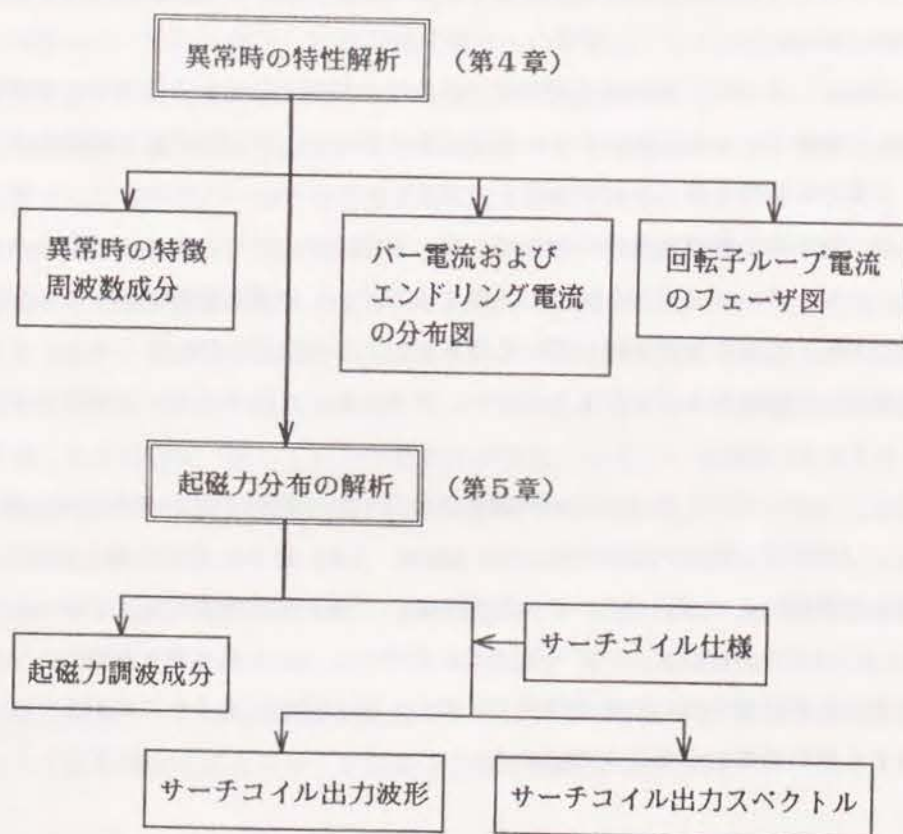 異常時の特性解析 （第４章）
異常時の特徴
周波数成分
バー電流および
エンドリング電流
の分布図
回転子ループ電流
のフェーザ図
起磁力分布の解析 （第５章）
起磁力調波成分
サーチコイル仕様
サーチコイル出力波形
サーチコイル出力スペクトル